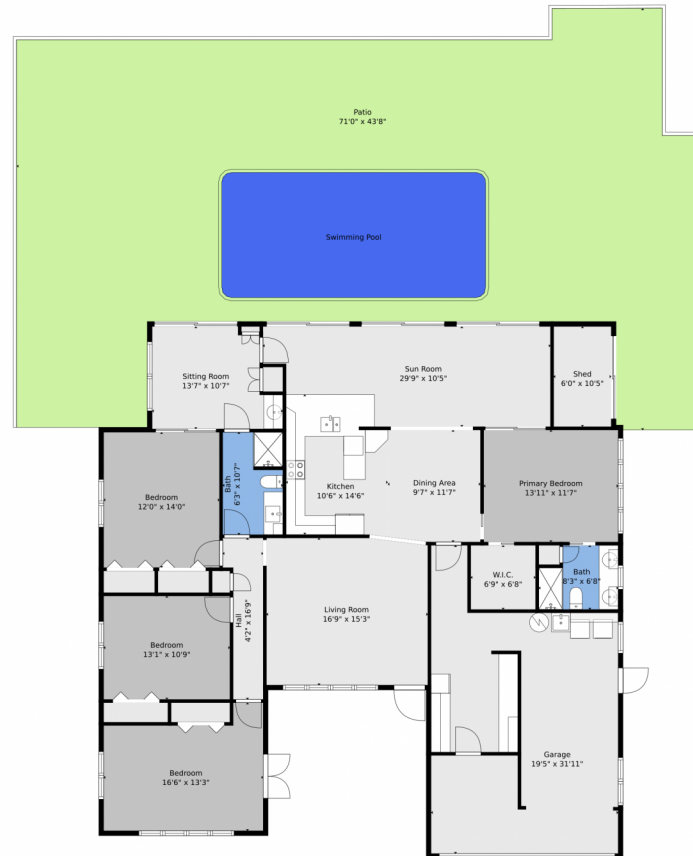 Patio
71'0" x 43'8"
Swimming Pool
Sitting Room
13'7" x 10'7"
Sun Room
29'9" x 10'5"
Shed
6'0" x 10'5"
Bedroom
12'0" x 14'0"
Bath
6'3" x 10'7"
Kitchen
10'6" x 14'6"
Dining Area
9'7" x 11'7"
Primary Bedroom
13'11" x 11'7"
W.I.C.
6'9" x 6'8"
Bath
8'3" x 6'8"
Living Room
16'9" x 15'3"
Hall
4'2" x 16'9"
Bedroom
13'1" x 10'9"
Bedroom
16'6" x 13'3"
Garage
19'5" x 31'11"